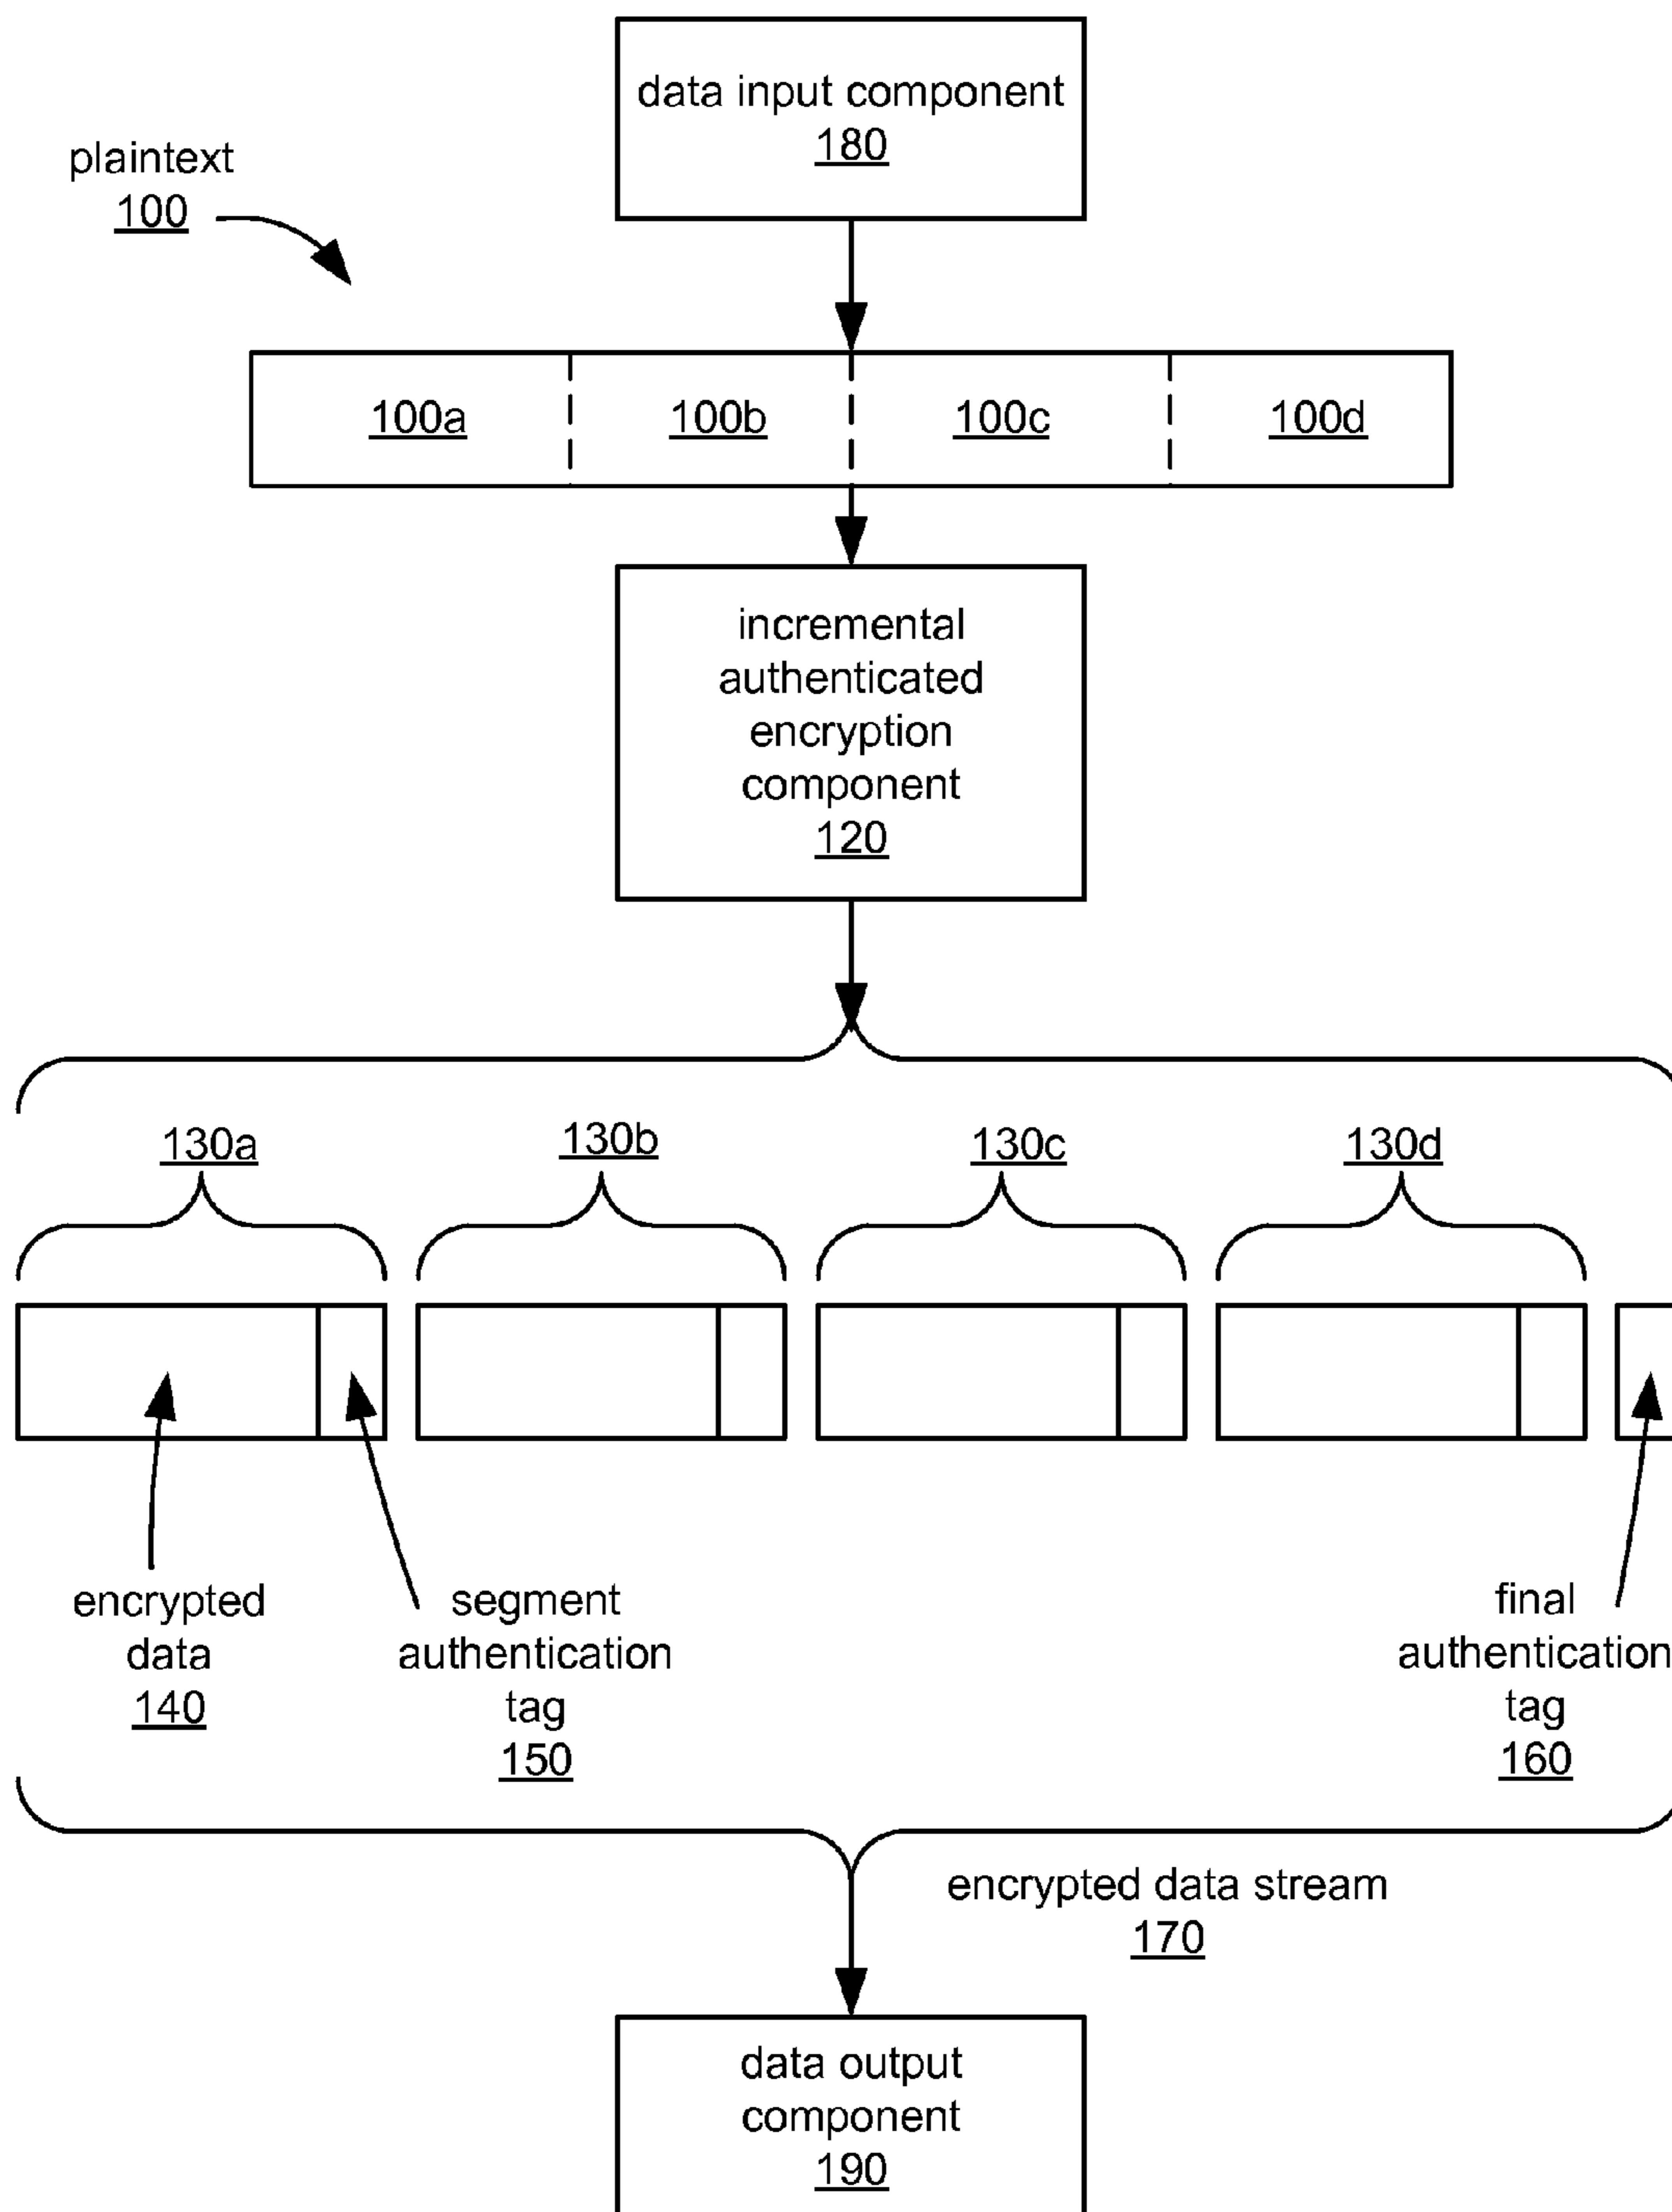 data input component
180
plaintext
100
100a 100b 100c 100d
incremental
authenticated
encryption
component
120
130a 130b 130c 130d
encrypted
data
140
segment
authentication
tag
150
final
authentication
tag
160
encrypted data stream
170
data output
component
190